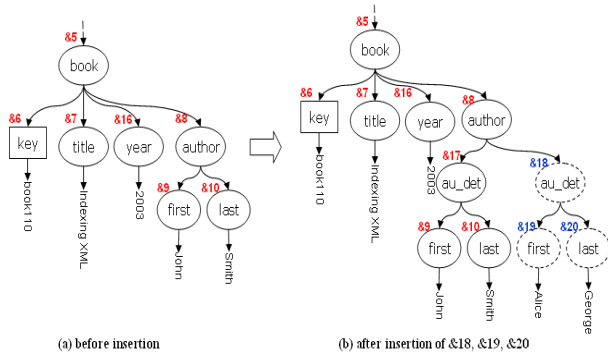 &5
book
&6
&7
&16
&8
key
title
year
author
book110
Indexing XML
2003
&9
&10
first
last
John
Smith
(a) before insertion
&5
book
&6
&7
&16
&8
key
title
year
author
book110
Indexing XML
2003
&17
&18
au_det
au_det
&9
&10
&19
&20
first
last
first
last
John
Smith
Alice
George
(b) after insertion of &18, &19, &20